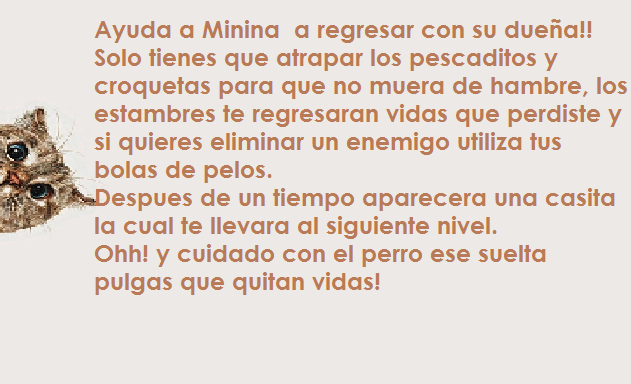 Ayuda a Minina  a regresar con su dueña!!
Solo tienes que atrapar los pescaditos y
croquetas para que no muera de hambre, los
estambres te regresaran vidas que perdiste y
si quieres eliminar un enemigo utiliza tus
bolas de pelos.
Despues de un tiempo aparecera una casita
la cual te llevara al siguiente nivel.
Ohh! y cuidado con el perro ese suelta
pulgas que quitan vidas!